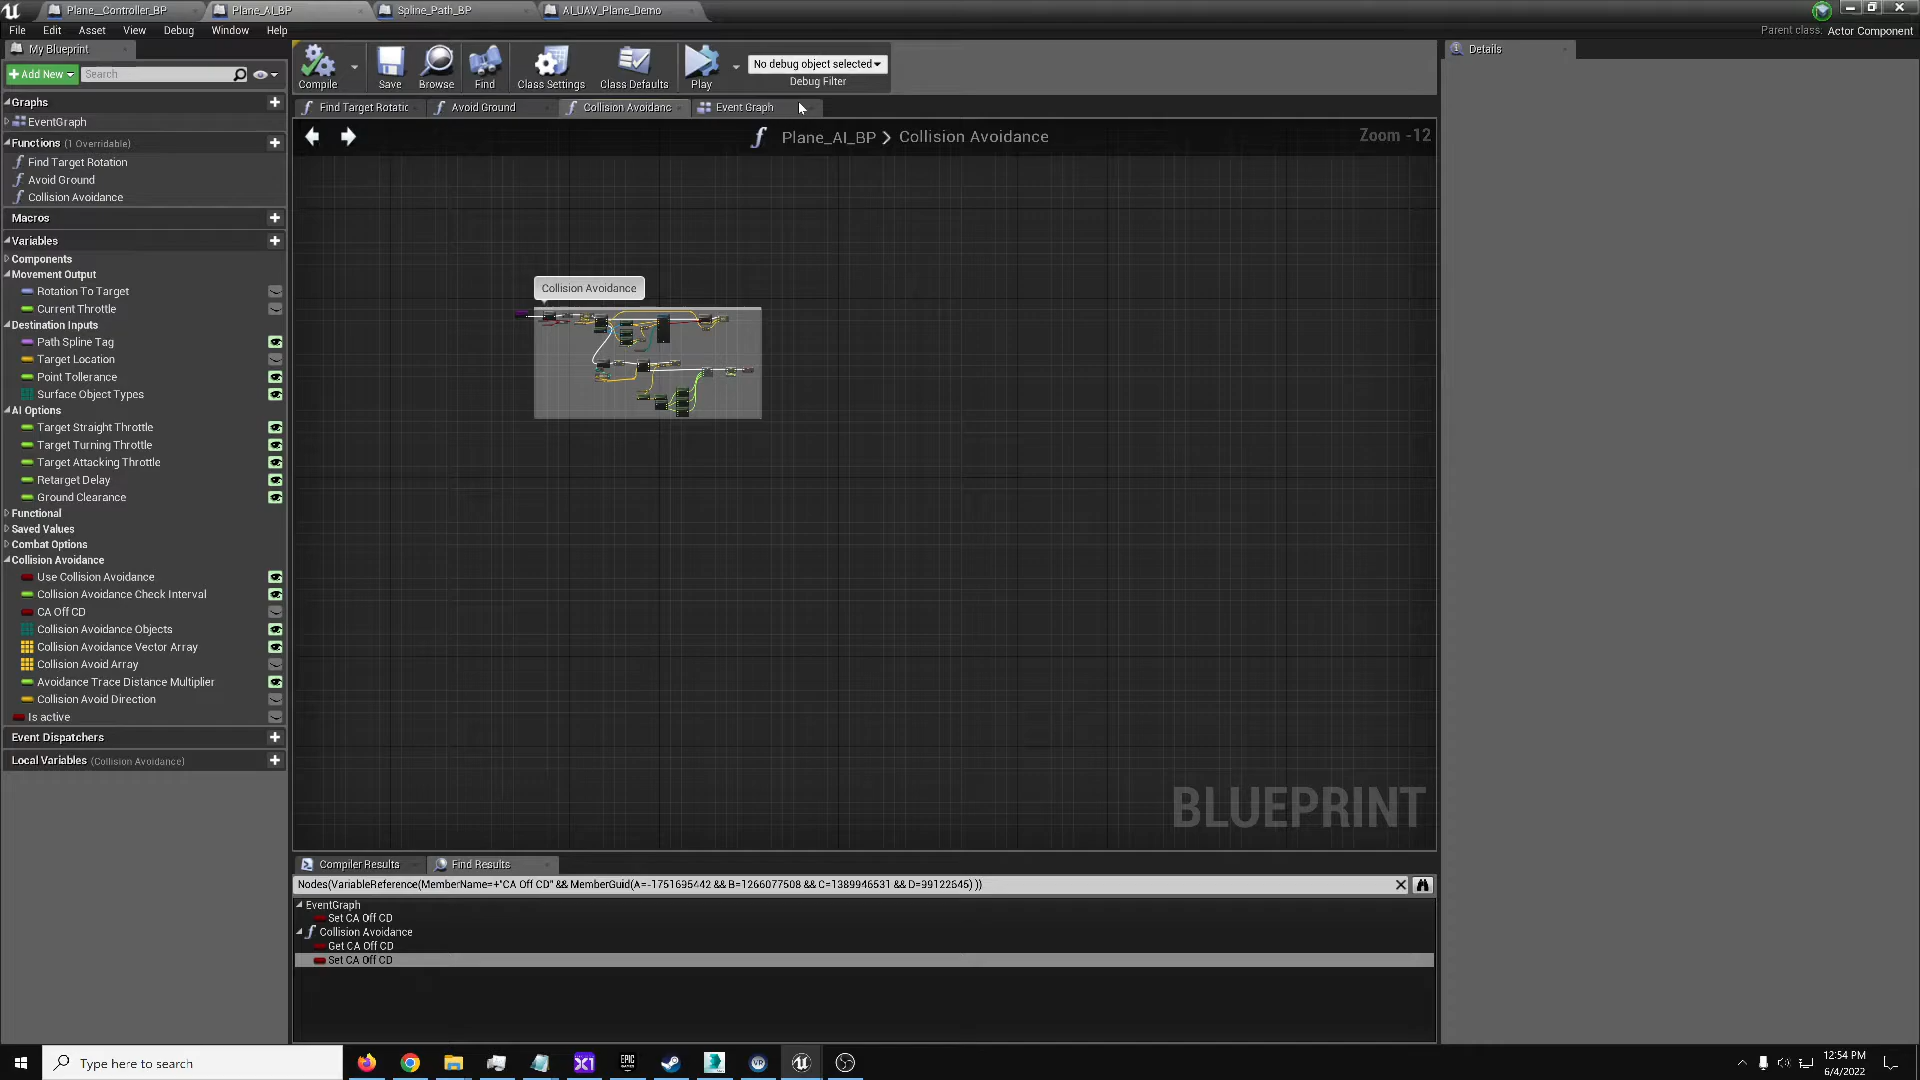 Plane__Controller_BP
Plane_AI_BP
Spline_Path_BP
AI_UAV_Plane_Demo
File Edit Asset View Debug Window Help
Parent class: Actor Component
My Blueprint
Details
Add New
Search
Compile
Save
Browse
Find
Class Settings
Class Defaults
Play
No debug object selected
Debug Filter
Graphs
EventGraph
Functions (1 Overridable)
Find Target Rotation
Avoid Ground
Collision Avoidance
Macros
Variables
Components
Movement Output
Rotation To Target
Current Throttle
Destination Inputs
Path Spline Tag
Target Location
Point Tollerance
Surface Object Types
AI Options
Target Straight Throttle
Target Turning Throttle
Target Attacking Throttle
Retarget Delay
Ground Clearance
Functional
Saved Values
Combat Options
Collision Avoidance
Use Collision Avoidance
Collision Avoidance Check Interval
CA Off CD
Collision Avoidance Objects
Collision Avoidance Vector Array
Collision Avoid Array
Avoidance Trace Distance Multiplier
Collision Avoid Direction
Is active
Event Dispatchers
Local Variables (Collision Avoidance)
Find Target Rotatic
Avoid Ground
Collision Avoidanc
Event Graph
Plane_AI_BP > Collision Avoidance
Zoom -12
Collision Avoidance
BLUEPRINT
Compiler Results
Find Results
Nodes(VariableReference(MemberName=+"CA Off CD" && MemberGuid(A=-1751695442 && B=1266077508 && C=1389946531 && D=99122645) ))
EventGraph
Set CA Off CD
Collision Avoidance
Get CA Off CD
Set CA Off CD
Type here to search
12:54 PM
6/4/2022